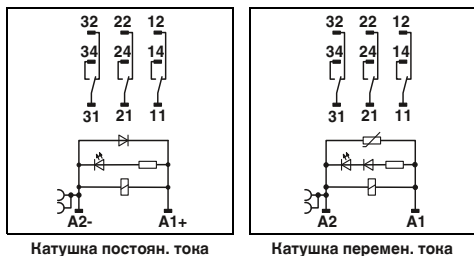 32 22 12
34 24 14
31 21 11
A2- A1+
Катушка постоян. тока
32 22 12
34 24 14
31 21 11
A2 A1
Катушка перемен. тока